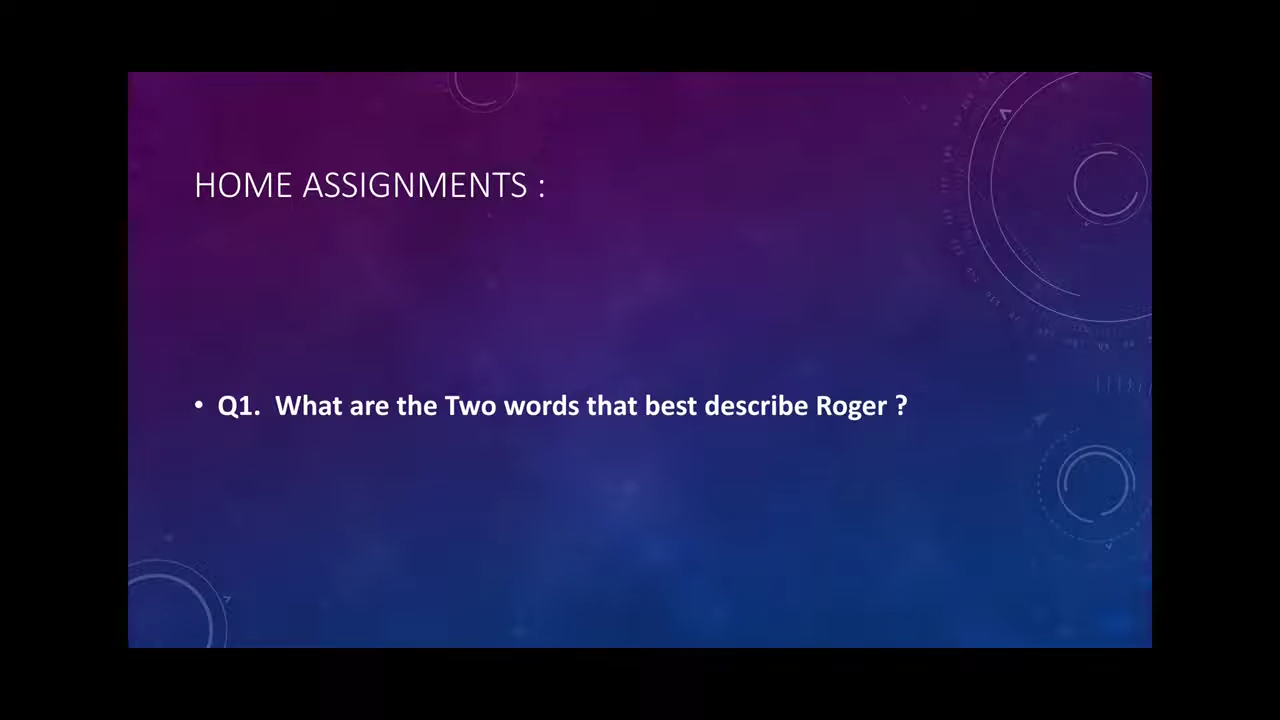 HOME ASSIGNMENTS :
• Q1. What are the Two words that best describe Roger ?